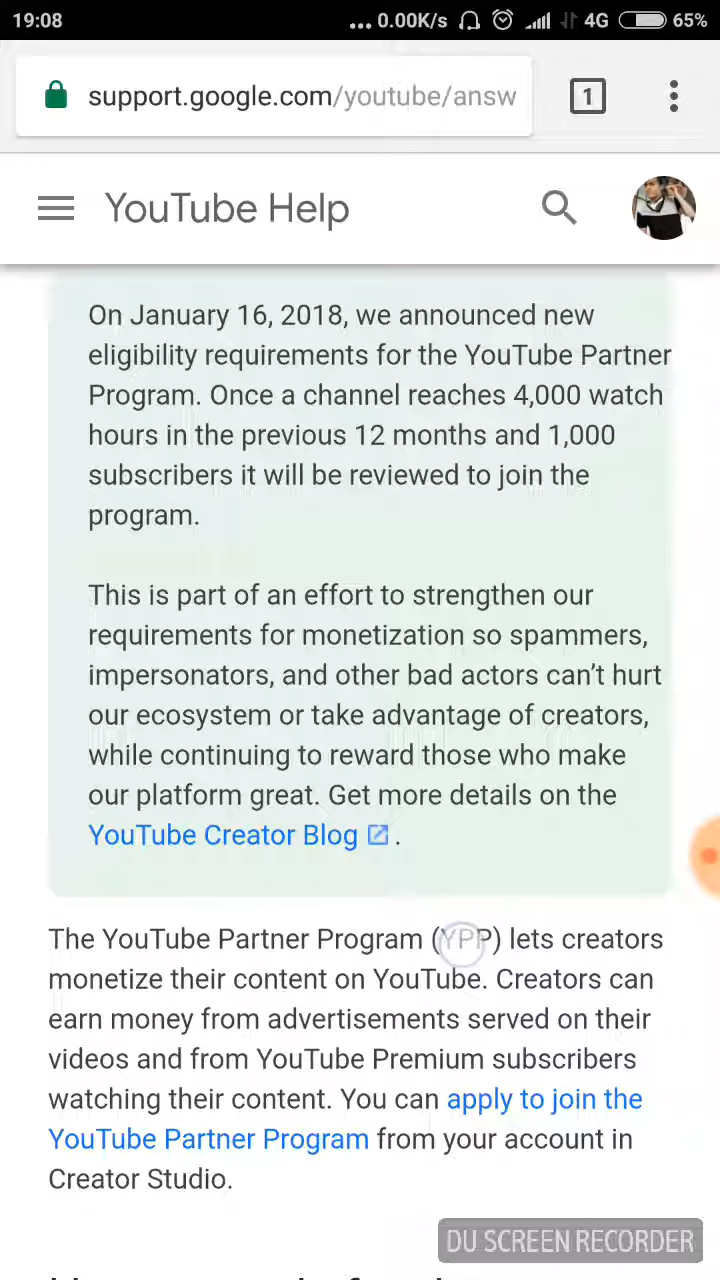 19:08
... 0.00K/s 4G 65%
support.google.com/youtube/answ
1
YouTube Help
On January 16, 2018, we announced new
eligibility requirements for the YouTube Partner
Program. Once a channel reaches 4,000 watch
hours in the previous 12 months and 1,000
subscribers it will be reviewed to join the
program.
This is part of an effort to strengthen our
requirements for monetization so spammers,
impersonators, and other bad actors can’t hurt
our ecosystem or take advantage of creators,
while continuing to reward those who make
our platform great. Get more details on the
YouTube Creator Blog .
The YouTube Partner Program (YPP) lets creators
monetize their content on YouTube. Creators can
earn money from advertisements served on their
videos and from YouTube Premium subscribers
watching their content. You can apply to join the
YouTube Partner Program from your account in
Creator Studio.
DU SCREEN RECORDER